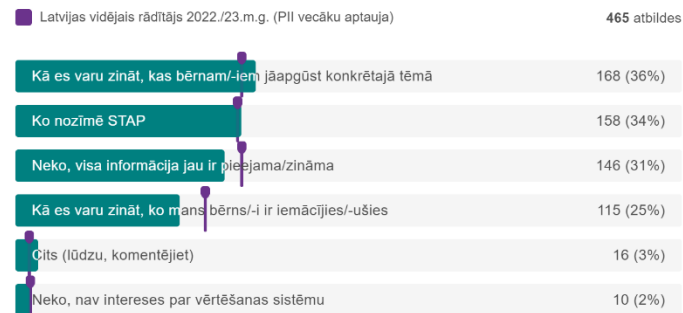 Latvijas vidējais rādītājs 2022./23.m.g. (PII vecāku aptauja) 465 atbildes
Kā es varu zināt, kas bērnam/-iem jāapgūst konkrētajā tēmā 168 (36%)
Ko nozīmē STAP 158 (34%)
Neko, visa informācija jau ir pieejama/zināma 146 (31%)
Kā es varu zināt, ko mans bērns/-i ir iemācījies/-ušies 115 (25%)
Cits (lūdzu, komentējiet) 16 (3%)
Neko, nav intereses par vērtēšanas sistēmu 10 (2%)